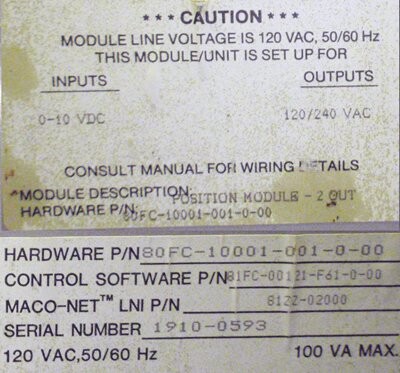 *** CAUTION ***
MODULE LINE VOLTAGE IS 120 VAC, 50/60 Hz
THIS MODULE/UNIT IS SET UP FOR
INPUTS OUTPUTS
0-10 VDC 120/240 VAC
CONSULT MANUAL FOR WIRING DETAILS
MODULE DESCRIPTION: POSITION MODULE - 2 OUT
HARDWARE P/N: 80FC-10001-001-0-00
HARDWARE P/N 80FC-10001-001-0-00
CONTROL SOFTWARE P/N 81FC-00121-F61-0-00
MACO-NET™ LNI P/N 8122-02000
SERIAL NUMBER 1910-0593
120 VAC,50/60 Hz 100 VA MAX.